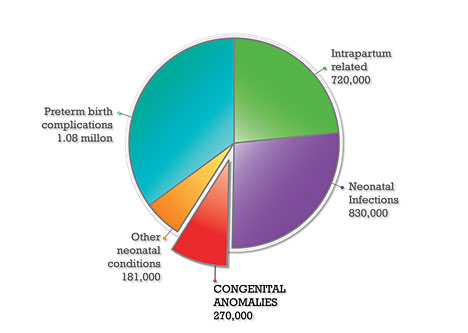 Intrapartum
related
720,000
Preterm birth
complications
1.08 millon
Neonatal
Infections
830,000
Other
neonatal
conditions
181,000
CONGENITAL
ANOMALIES
270,000